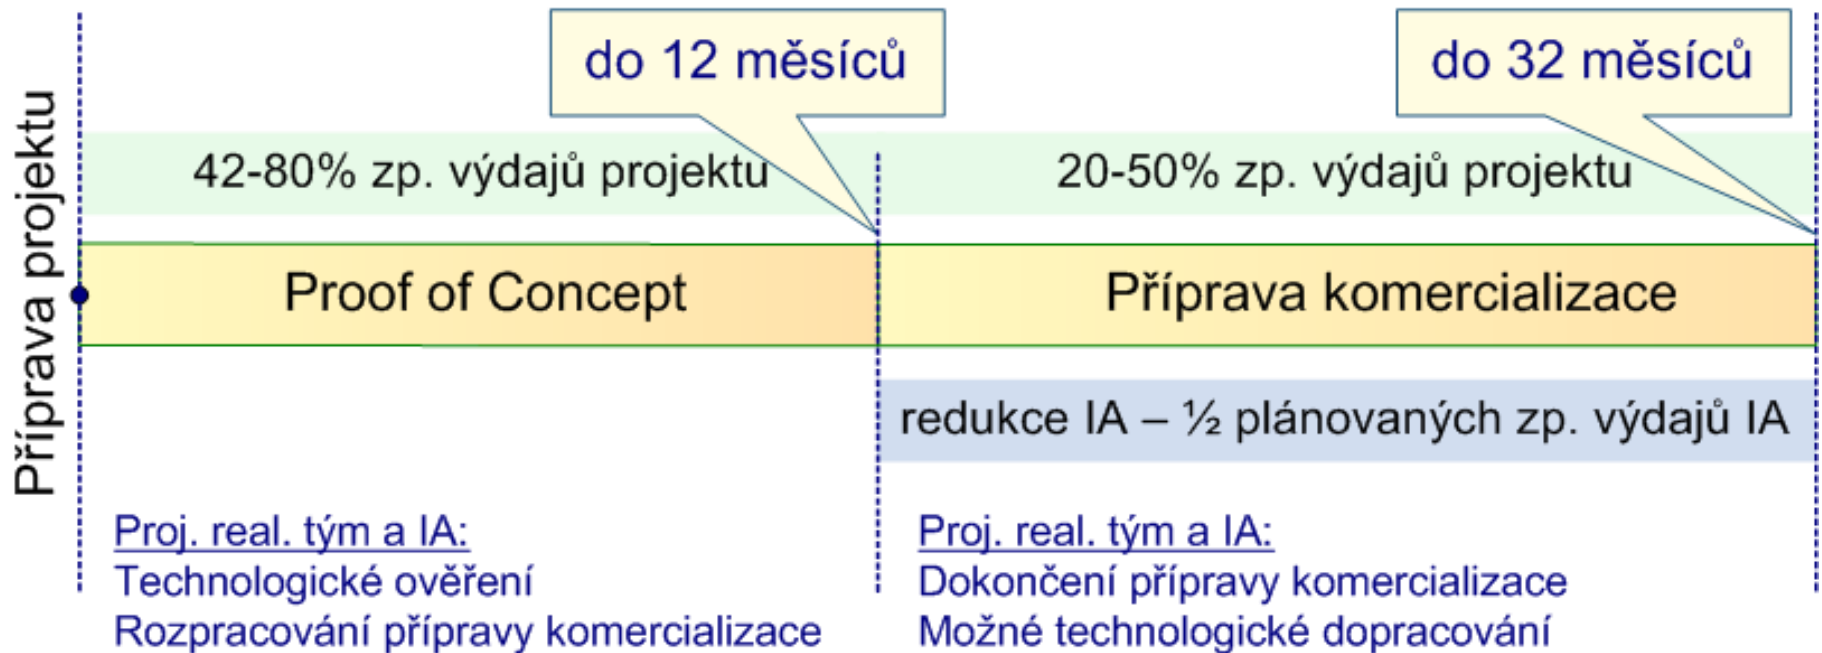 Příprava projektu
do 12 měsíců
do 32 měsíců
42-80% zp. výdajů projektu
20-50% zp. výdajů projektu
Proof of Concept
Příprava komercializace
redukce IA – ½ plánovaných zp. výdajů IA
Proj. real. tým a IA:
Technologické ověření
Rozpracování přípravy komercializace
Proj. real. tým a IA:
Dokončení přípravy komercializace
Možné technologické dopracování